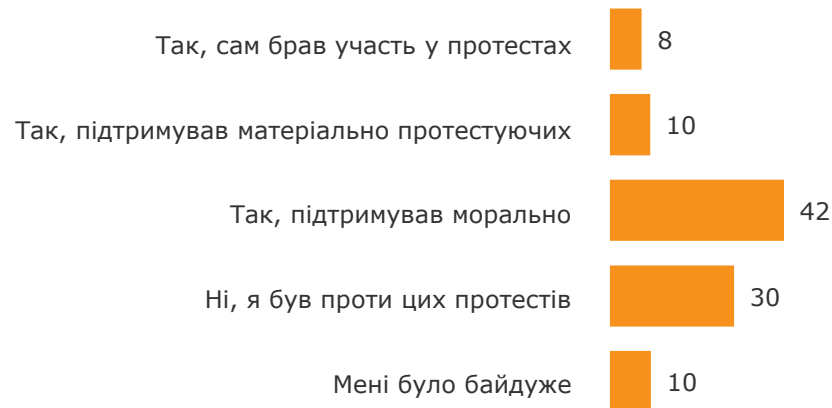 Так, сам брав участь у протестах 8
Так, підтримував матеріально протестуючих 10
Так, підтримував морально 42
Ні, я був проти цих протестів 30
Мені було байдуже 10